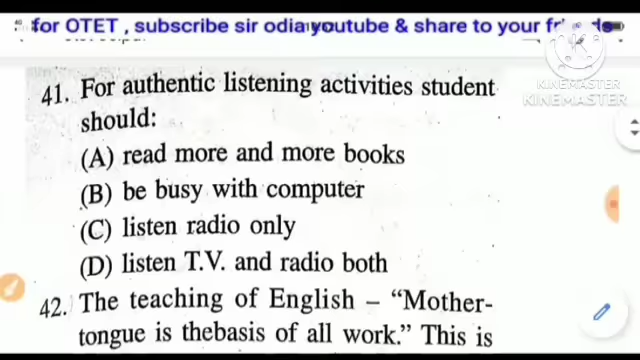 for OTET , subscribe sir odia youtube & share to your
KINEMASTER
KINEMASTER
41. For authentic listening activities student
should:
(A) read more and more books
(B) be busy with computer
(C) listen radio only
(D) listen T.V. and radio both
42. The teaching of English – “Mother-
tongue is thebasis of all work.” This is